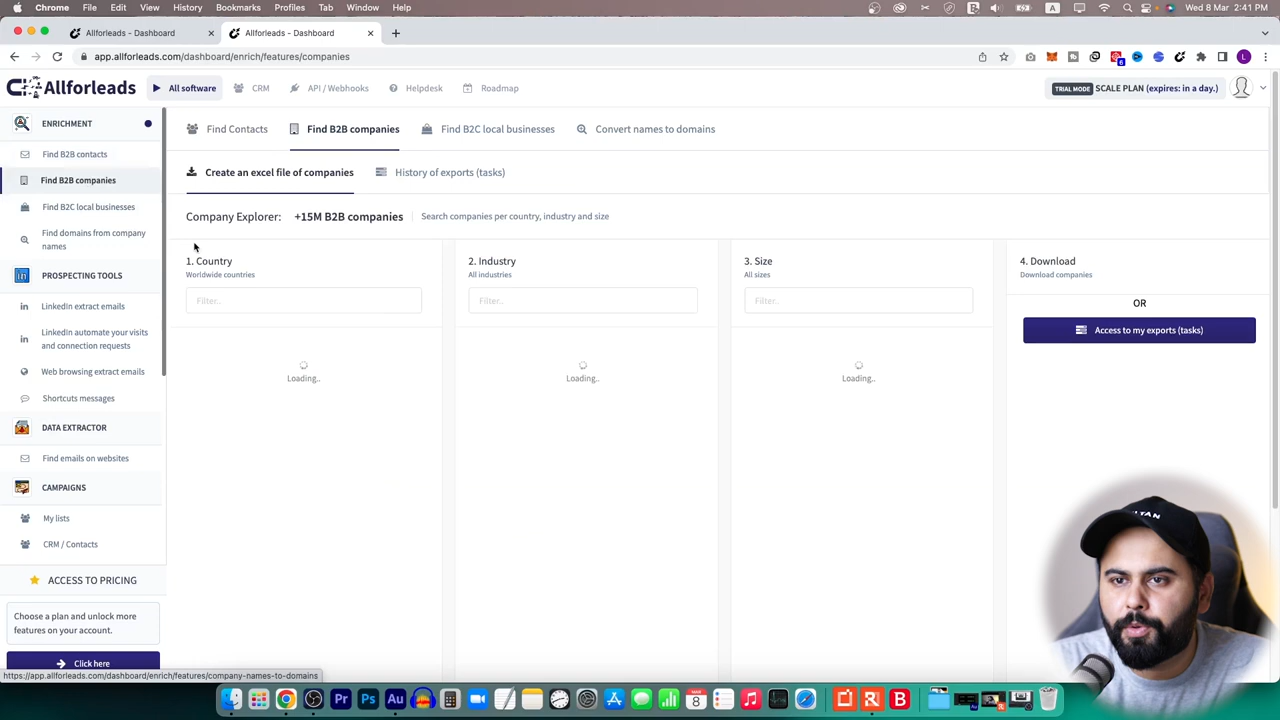 Chrome File Edit View History Bookmarks Profiles Tab Window Help
A Wed 8 Mar 2:41 PM
Allforleads - Dashboard × Allforleads - Dashboard × +
app.allforleads.com/dashboard/enrich/features/companies
6 L
Allforleads All software CRM API / Webhooks Helpdesk Roadmap TRIAL MODE SCALE PLAN (expires: in a day.)
ENRICHMENT
Find B2B contacts
Find B2B companies
Find B2C local businesses
Find domains from company
names
PROSPECTING TOOLS
in LinkedIn extract emails
in LinkedIn automate your visits
and connection requests
Web browsing extract emails
Shortcuts messages
DATA EXTRACTOR
Find emails on websites
CAMPAIGNS
My lists
CRM / Contacts
ACCESS TO PRICING
Choose a plan and unlock more
features on your account.
Click here
Find Contacts Find B2B companies Find B2C local businesses Convert names to domains
Create an excel file of companies History of exports (tasks)
Company Explorer: +15M B2B companies Search companies per country, industry and size
1. Country
Worldwide countries
Filter..
Loading..
2. Industry
All industries
Filter..
Loading..
3. Size
All sizes
Filter..
Loading..
4. Download
Download companies
OR
Access to my exports (tasks)
https://app.allforleads.com/dashboard/enrich/features/company-names-to-domains
Pr Ps Au 8 R B